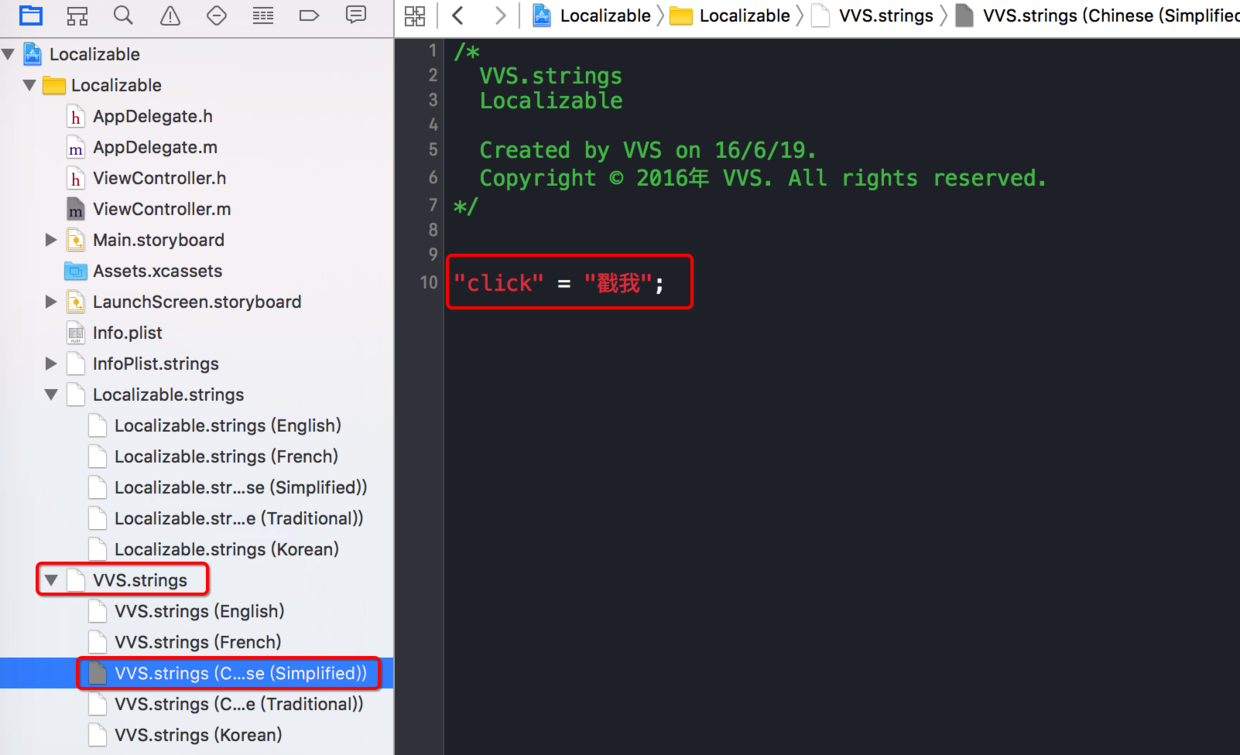 Localizable
Localizable
AppDelegate.h
AppDelegate.m
ViewController.h
ViewController.m
Main.storyboard
Assets.xcassets
LaunchScreen.storyboard
Info.plist
InfoPlist.strings
Localizable.strings
Localizable.strings (English)
Localizable.strings (French)
Localizable.str...se (Simplified))
Localizable.str...e (Traditional))
Localizable.strings (Korean)
VVS.strings
VVS.strings (English)
VVS.strings (French)
VVS.strings (C...se (Simplified))
VVS.strings (C...e (Traditional))
VVS.strings (Korean)
Localizable 〉 Localizable 〉 VVS.strings 〉 VVS.strings (Chinese (Simplified
1 /*
2 VVS.strings
3 Localizable
4
5 Created by VVS on 16/6/19.
6 Copyright © 2016年 VVS. All rights reserved.
7 */
8
9
10 "click" = "戳我";